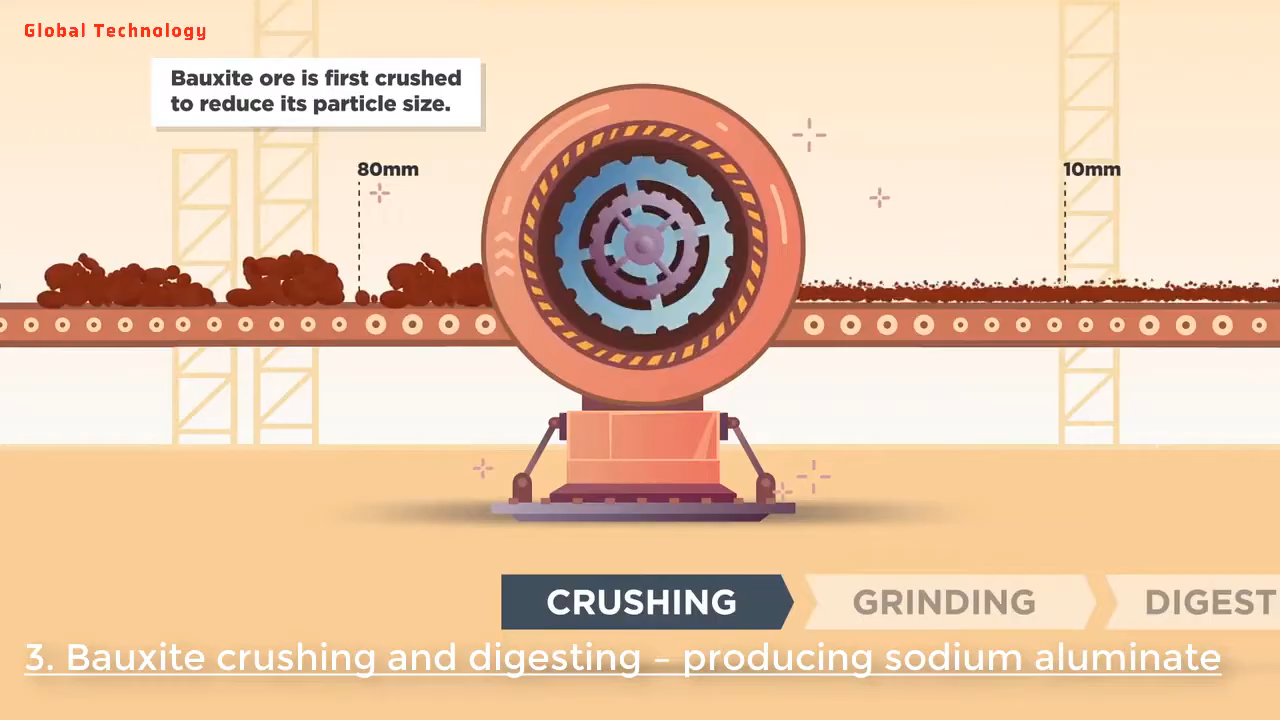 Global Technology
Bauxite ore is first crushed
to reduce its particle size.
80mm
10mm
CRUSHING
GRINDING
DIGEST
3. Bauxite crushing and digesting – producing sodium aluminate